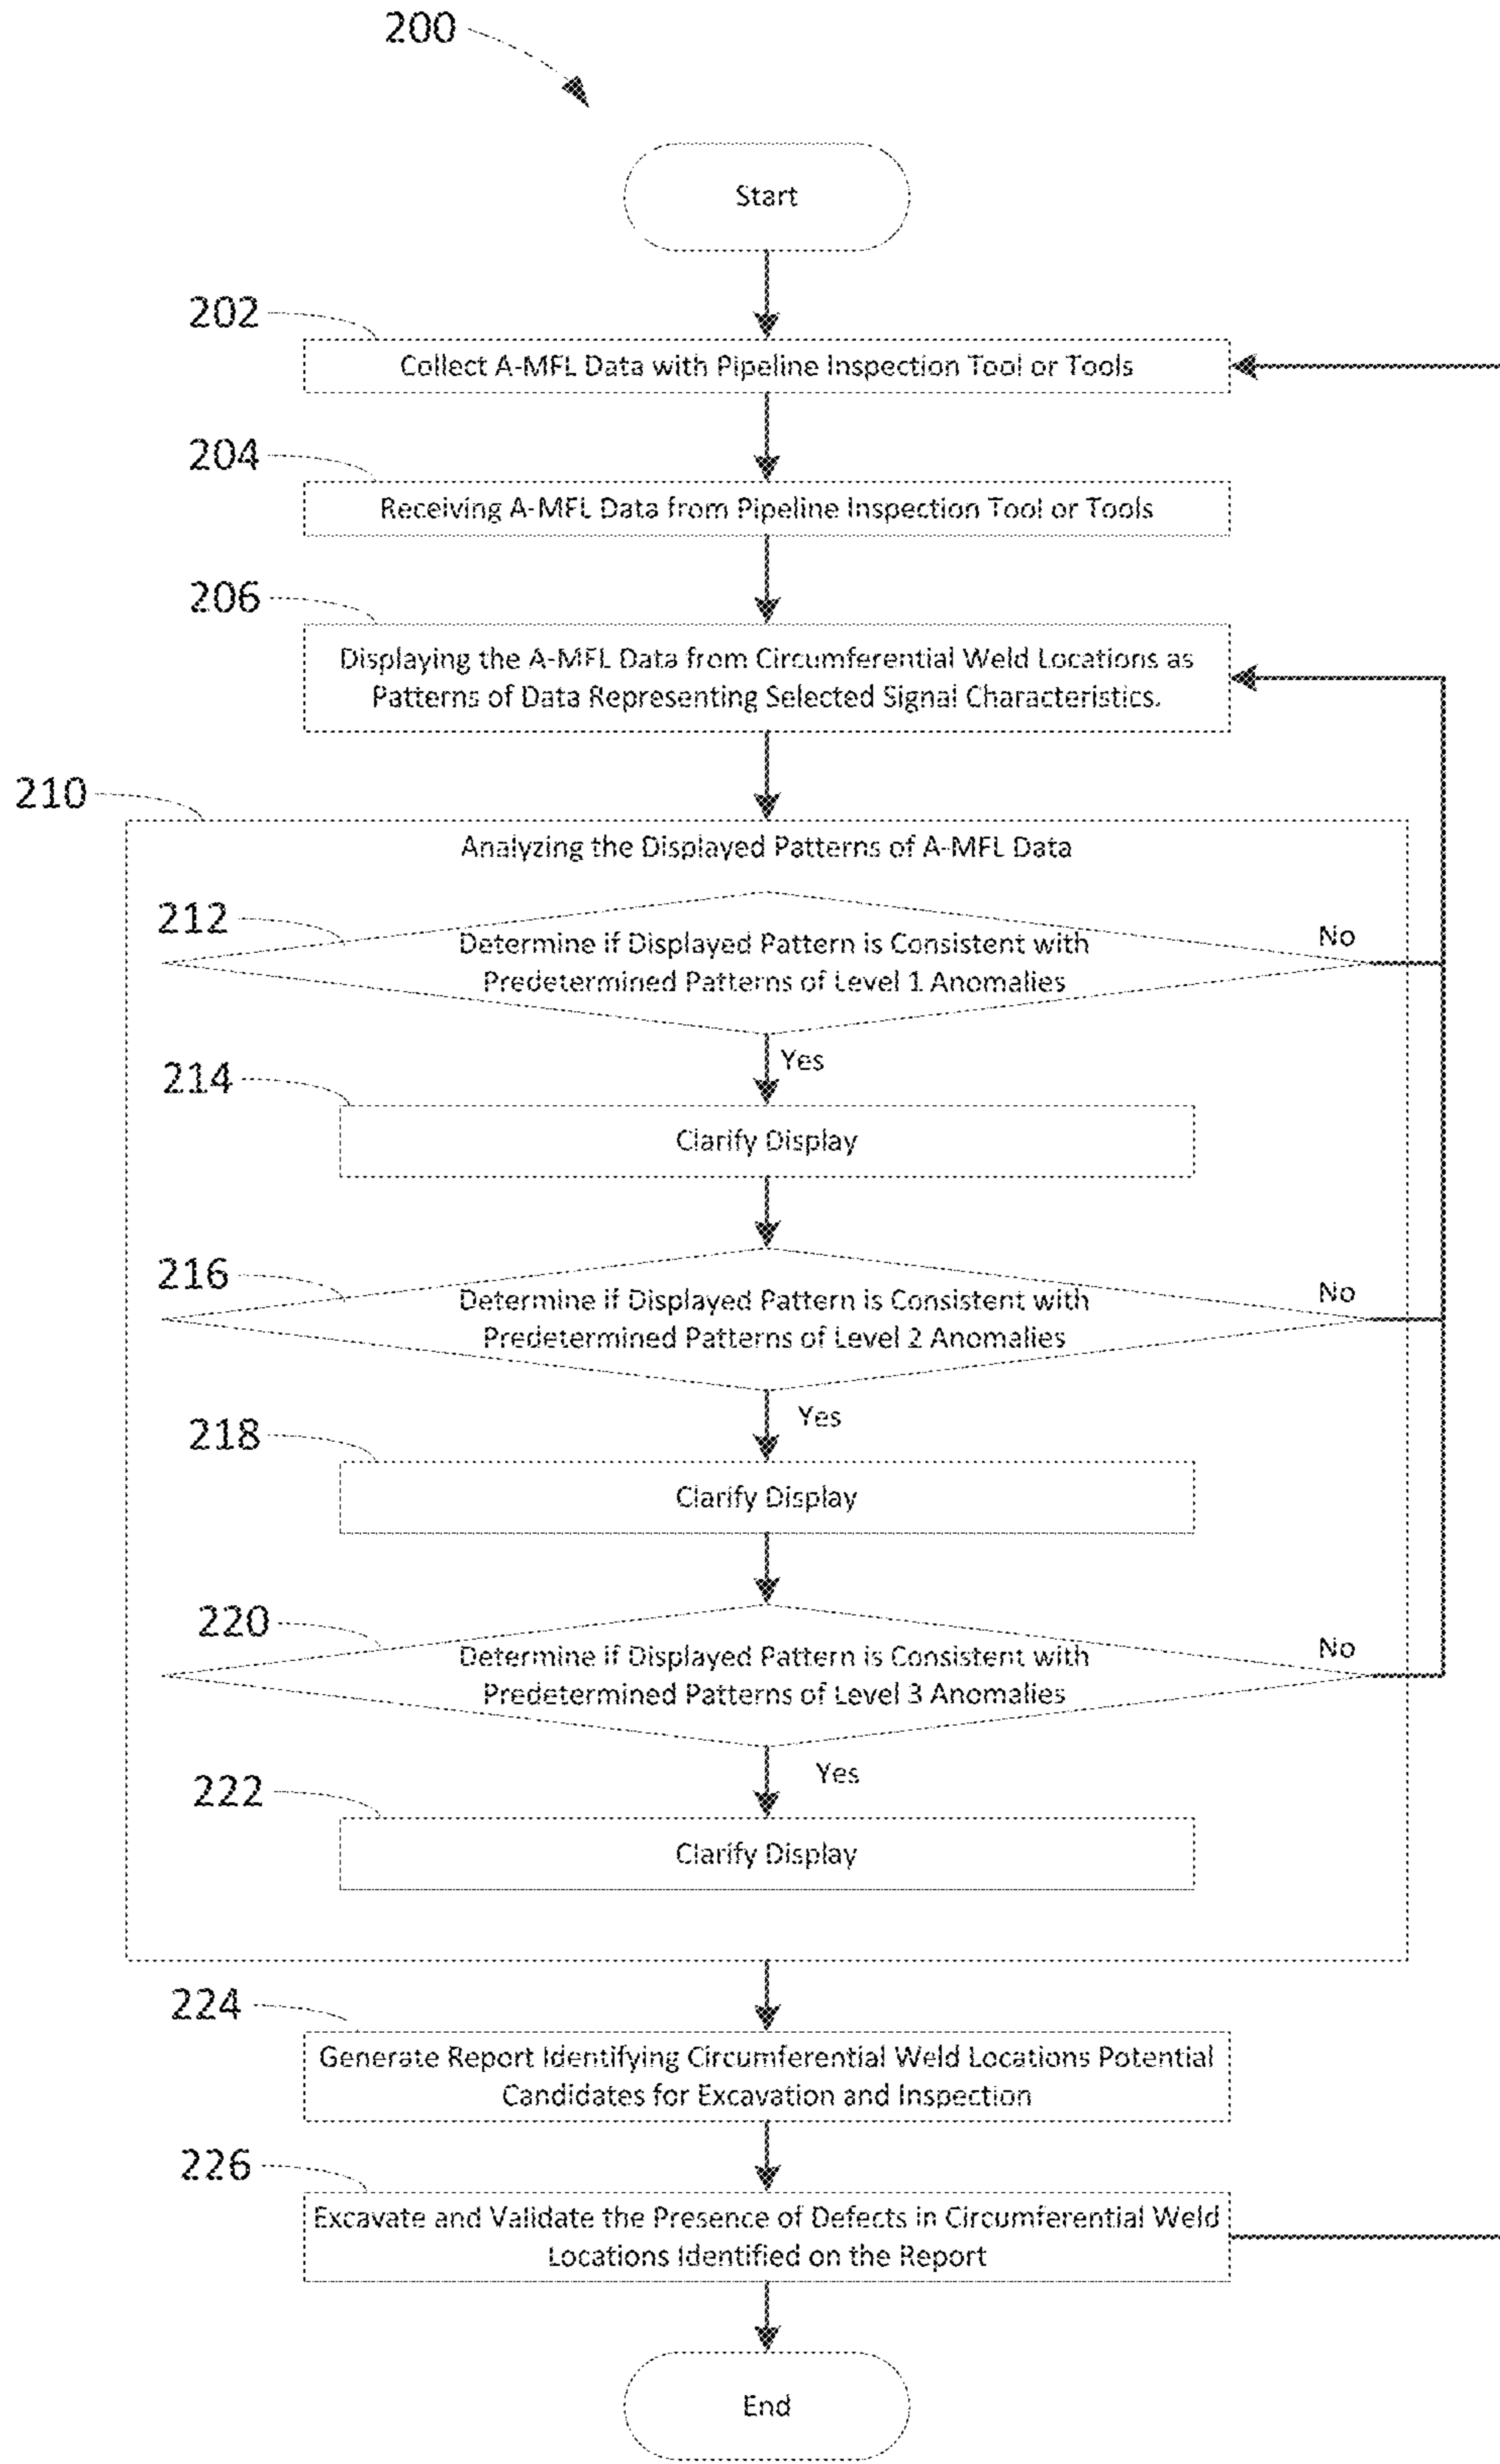 200
Start
202
Collect A-MFL Data with Pipeline Inspection Tool or Tools
204
Receiving A-MFL Data from Pipeline Inspection Tool or Tools
206
Displaying the A-MFL Data from Circumferential Weld Locations as
Patterns of Data Representing Selected Signal Characteristics.
210
Analyzing the Displayed Patterns of A-MFL Data
212
Determine if Displayed Pattern is Consistent with
Predetermined Patterns of Level 1 Anomalies
No
Yes
214
Clarify Display
216
Determine if Displayed Pattern is Consistent with
Predetermined Patterns of Level 2 Anomalies
No
Yes
218
Clarify Display
220
Determine if Displayed Pattern is Consistent with
Predetermined Patterns of Level 3 Anomalies
No
Yes
222
Clarify Display
224
Generate Report Identifying Circumferential Weld Locations Potential
Candidates for Excavation and Inspection
226
Excavate and Validate the Presence of Defects in Circumferential Weld
Locations Identified on the Report
End